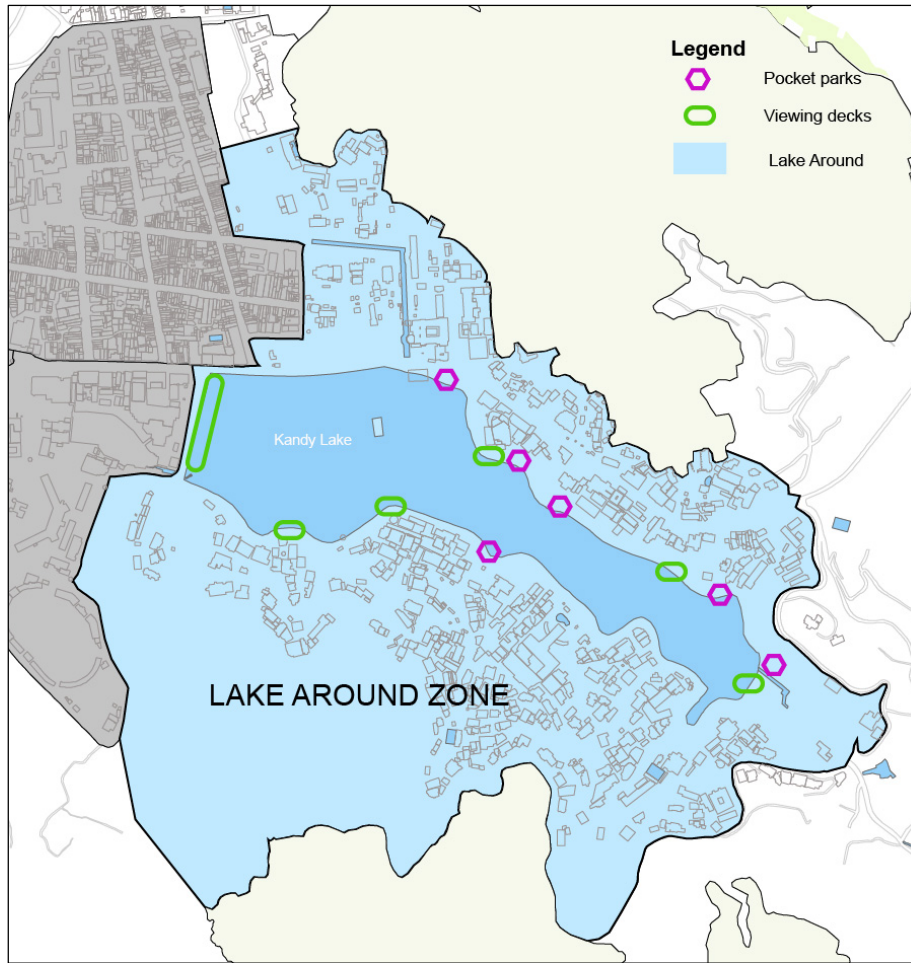 Legend
Pocket parks
Viewing decks
Lake Around
Kandy Lake
LAKE AROUND ZONE